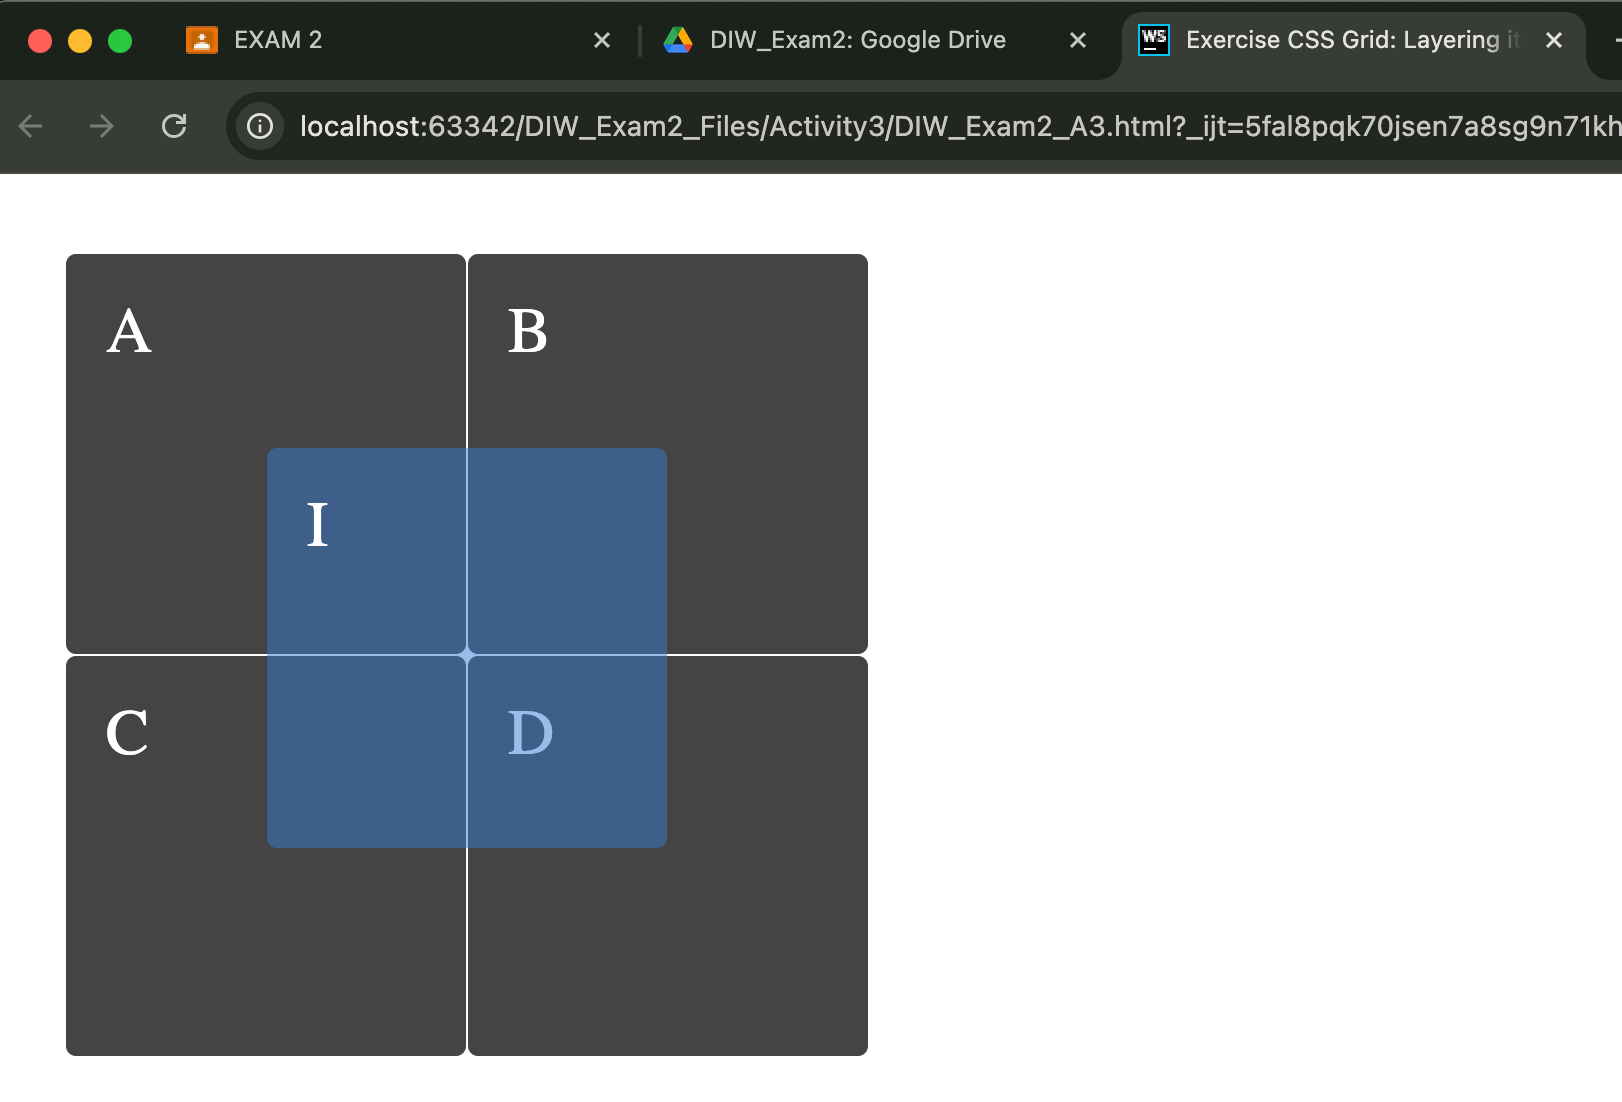 EXAM 2
DIW_Exam2: Google Drive
WS
Exercise CSS Grid: Layering it
localhost:63342/DIW_Exam2_Files/Activity3/DIW_Exam2_A3.html?_ijt=5fal8pqk70jsen7a8sg9n71kh
A
B
I
C
D